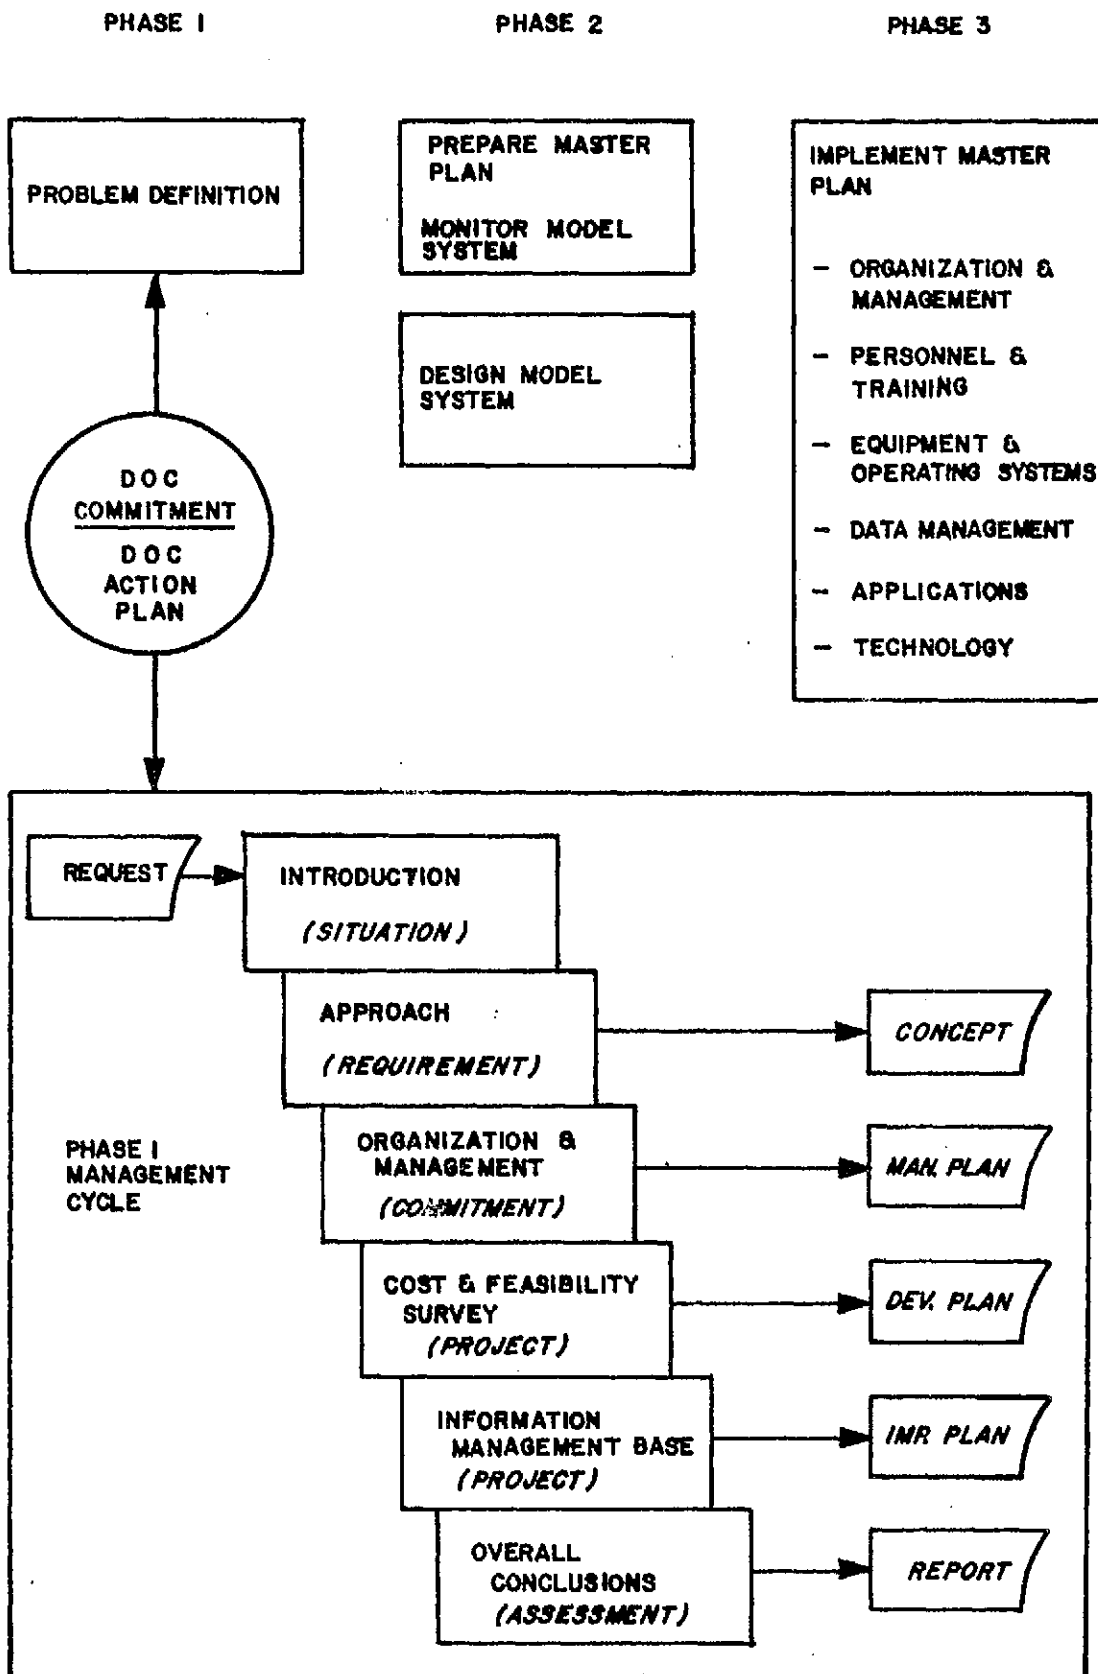 PHASE 1
PHASE 2
PHASE 3
PROBLEM DEFINITION
DOC
COMMITMENT
DOC
ACTION
PLAN
PREPARE MASTER
PLAN
MONITOR MODEL
SYSTEM
DESIGN MODEL
SYSTEM
IMPLEMENT MASTER
PLAN
- ORGANIZATION &
MANAGEMENT
- PERSONNEL &
TRAINING
- EQUIPMENT &
OPERATING SYSTEMS
- DATA MANAGEMENT
- APPLICATIONS
- TECHNOLOGY
REQUEST
INTRODUCTION
(SITUATION)
APPROACH
(REQUIREMENT)
CONCEPT
PHASE 1
MANAGEMENT
CYCLE
ORGANIZATION &
MANAGEMENT
(COMMITMENT)
MAN. PLAN
COST & FEASIBILITY
SURVEY
(PROJECT)
DEV. PLAN
INFORMATION
MANAGEMENT BASE
(PROJECT)
IMR PLAN
OVERALL
CONCLUSIONS
(ASSESSMENT)
REPORT